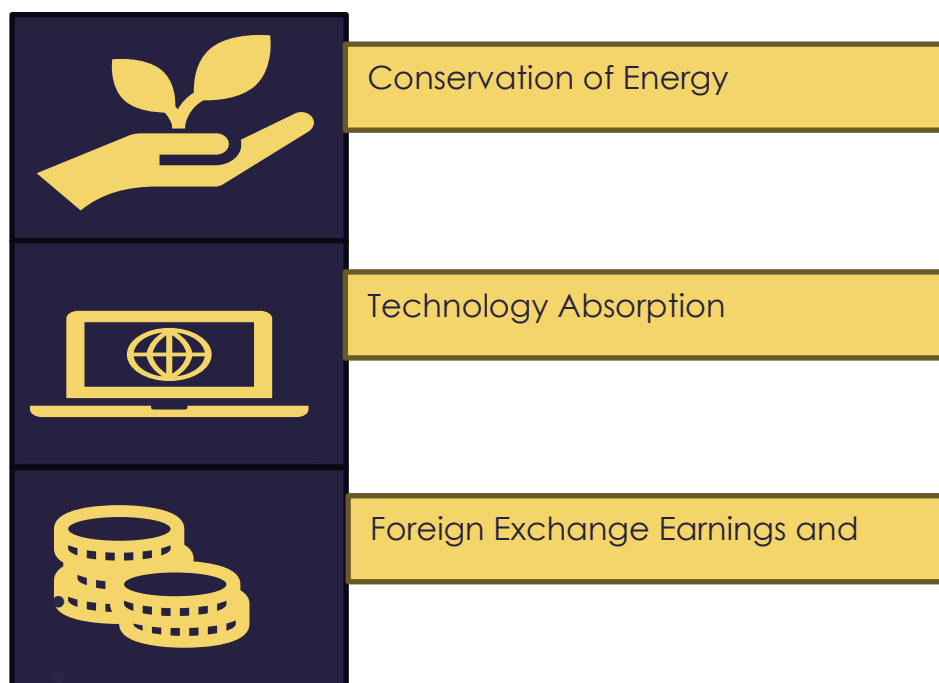 Conservation of Energy
Technology Absorption
Foreign Exchange Earnings and